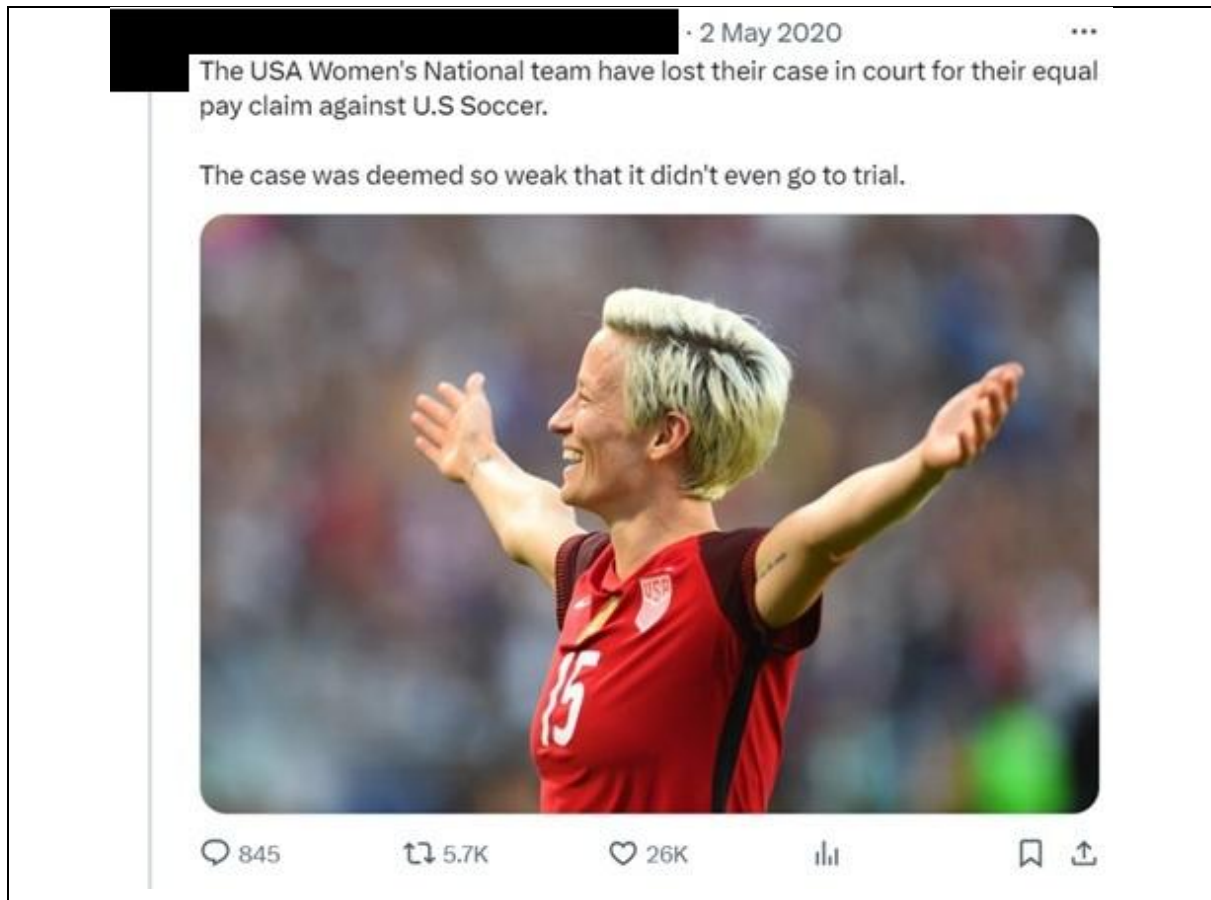 · 2 May 2020
The USA Women's National team have lost their case in court for their equal
pay claim against U.S Soccer.
The case was deemed so weak that it didn't even go to trial.
USA
15
845
5.7K
26K